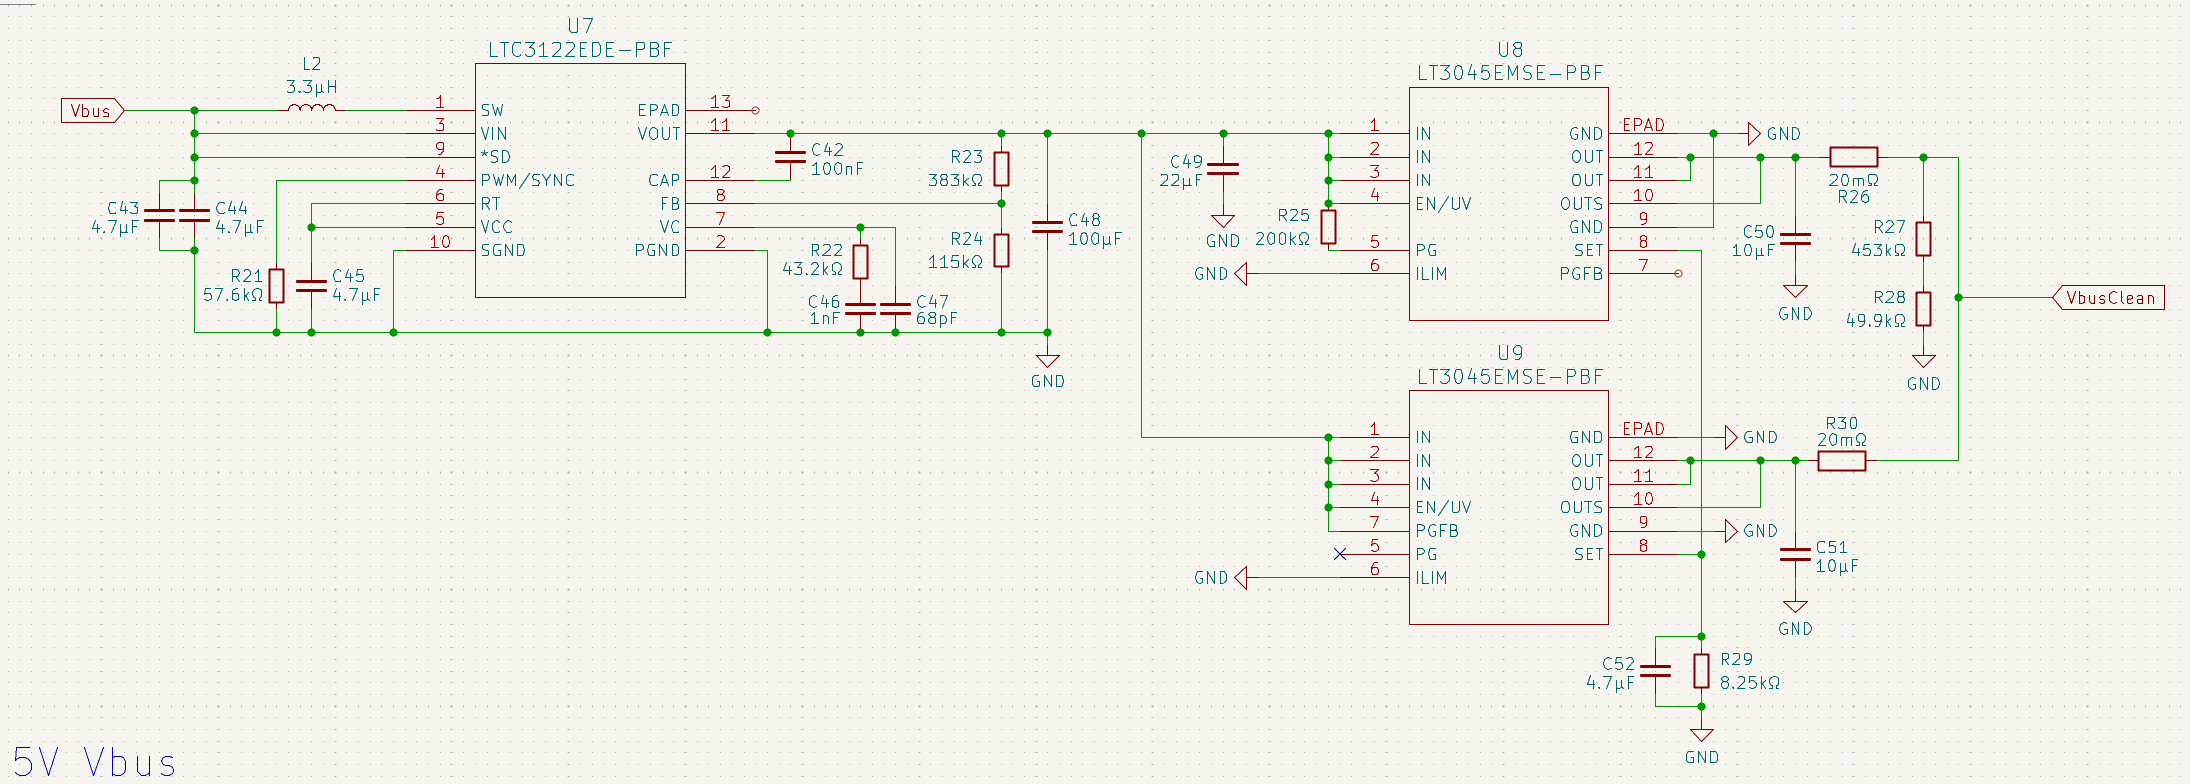 U7
LTC3122EDE-PBF
L2
3.3µH
Vbus
1
3
9
4
6
5
10
SW
VIN
*SD
PWM/SYNC
RT
VCC
SGND
EPAD
VOUT
CAP
FB
VC
PGND
13
11
12
8
7
2
C43
4.7µF
C44
4.7µF
R21
57.6kΩ
C45
4.7µF
C42
100nF
R22
43.2kΩ
C46
1nF
C47
68pF
R23
383kΩ
R24
115kΩ
C48
100µF
GND
C49
22µF
GND
R25
200kΩ
GND
U8
LT3045EMSE-PBF
1
2
3
4
5
6
IN
IN
IN
EN/UV
PG
ILIM
GND
OUT
OUT
OUTS
GND
SET
PGFB
EPAD
12
11
10
9
8
7
GND
20mΩ
R26
C50
10µF
GND
R27
453kΩ
R28
49.9kΩ
GND
VbusClean
U9
LT3045EMSE-PBF
1
2
3
4
7
5
6
IN
IN
IN
EN/UV
PGFB
PG
ILIM
GND
GND
OUT
OUT
OUTS
GND
SET
EPAD
12
11
10
9
8
GND
GND
R30
20mΩ
C51
10µF
GND
C52
4.7µF
R29
8.25kΩ
GND
5V Vbus